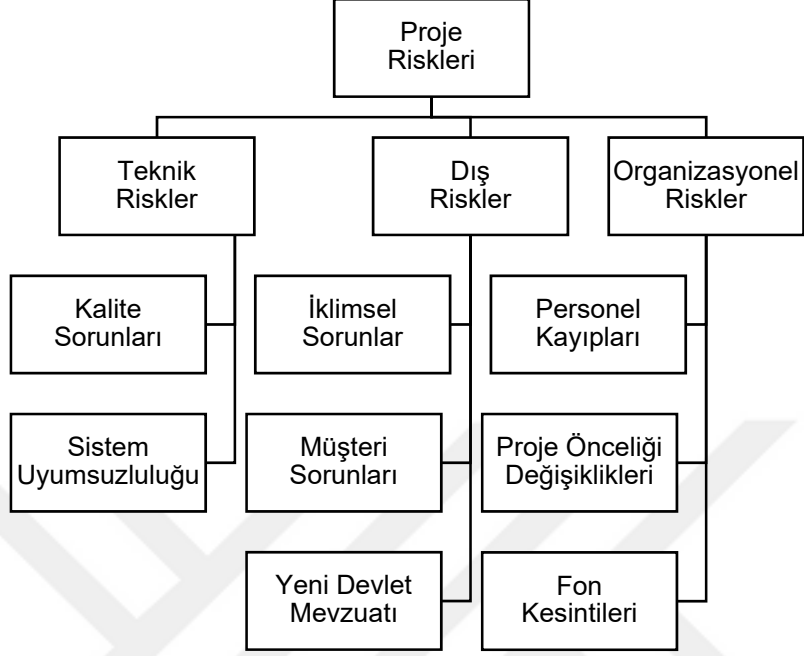 Proje
Riskleri
Teknik
Riskler
Dış
Riskler
Organizasyonel
Riskler
Kalite
Sorunları
İklimsel
Sorunlar
Personel
Kayıpları
Sistem
Uyumsuzluluğu
Müşteri
Sorunları
Proje Önceliği
Değişiklikleri
Yeni Devlet
Mevzuatı
Fon
Kesintileri